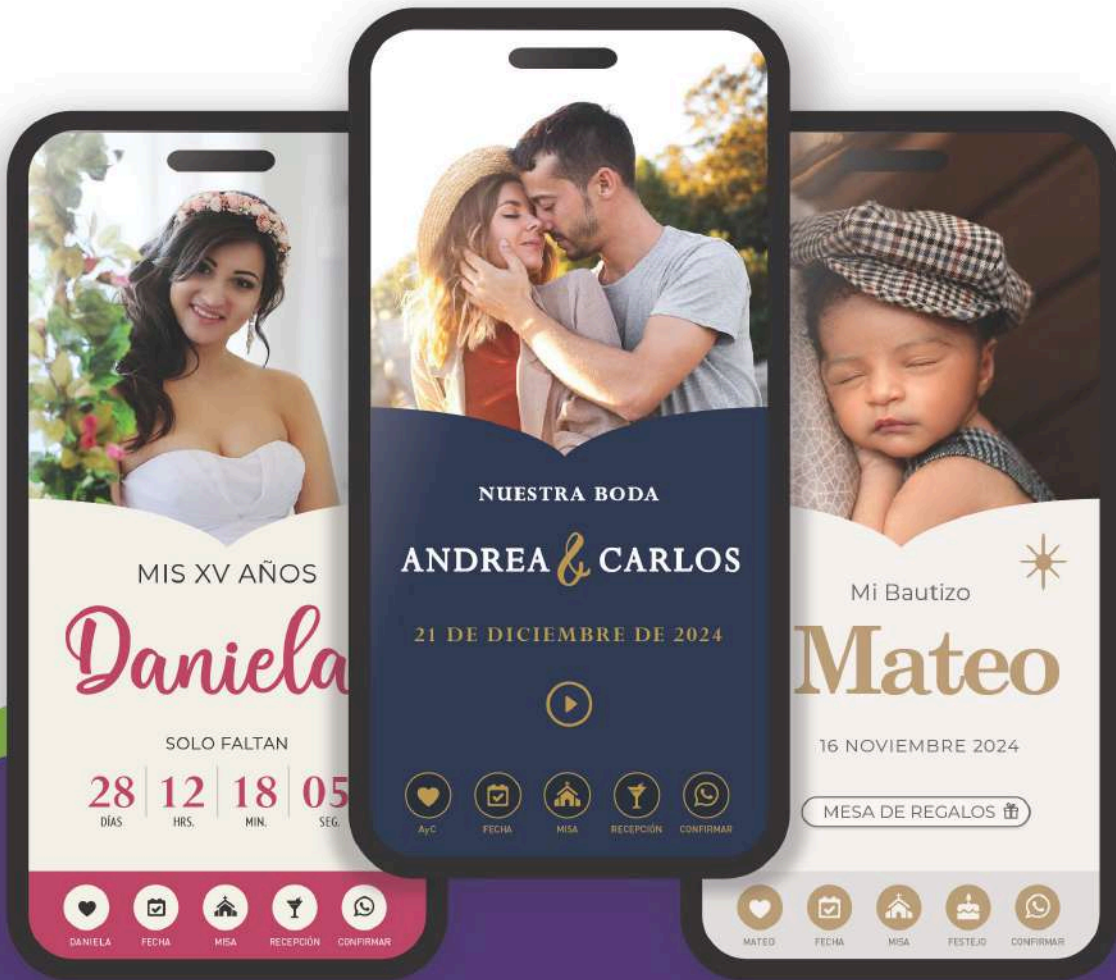 MIS XV AÑOS
Daniela
SOLO FALTAN
28 12 18 05
DÍAS HRS. MIN. SEG.
DANIELA FECHA MISA RECEPCIÓN CONFIRMAR
NUESTRA BODA
ANDREA & CARLOS
21 DE DICIEMBRE DE 2024
AyC FECHA MISA RECEPCIÓN CONFIRMAR
Mi Bautizo
Mateo
16 NOVIEMBRE 2024
MESA DE REGALOS
MATEO FECHA MISA FESTEJO CONFIRMAR